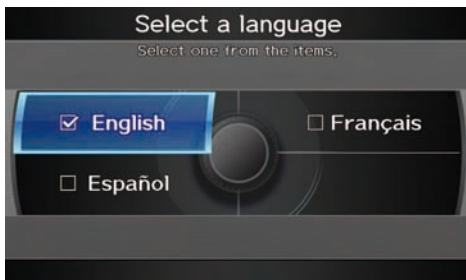 Select a language
Select one from the items.
English
Français
Español